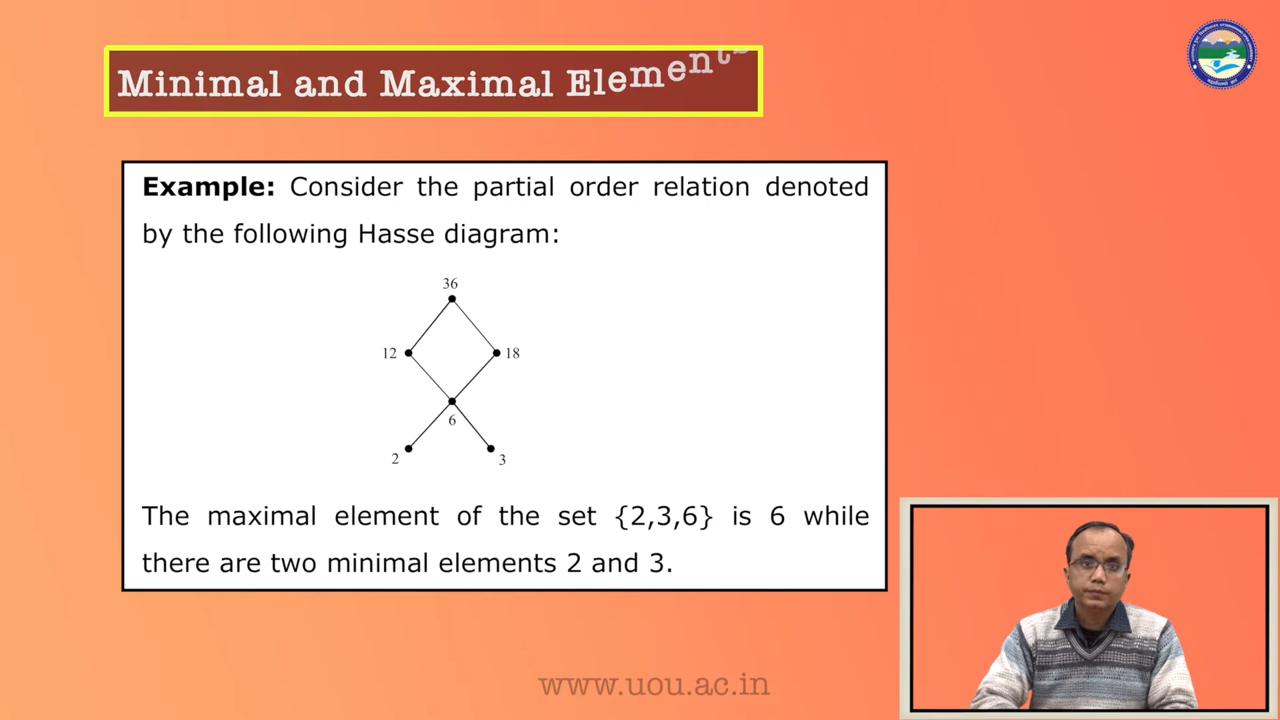 Minimal and Maximal Elements
Example: Consider the partial order relation denoted
by the following Hasse diagram:
36
12
18
6
2
3
The maximal element of the set {2,3,6} is 6 while
there are two minimal elements 2 and 3.
www.uou.ac.in